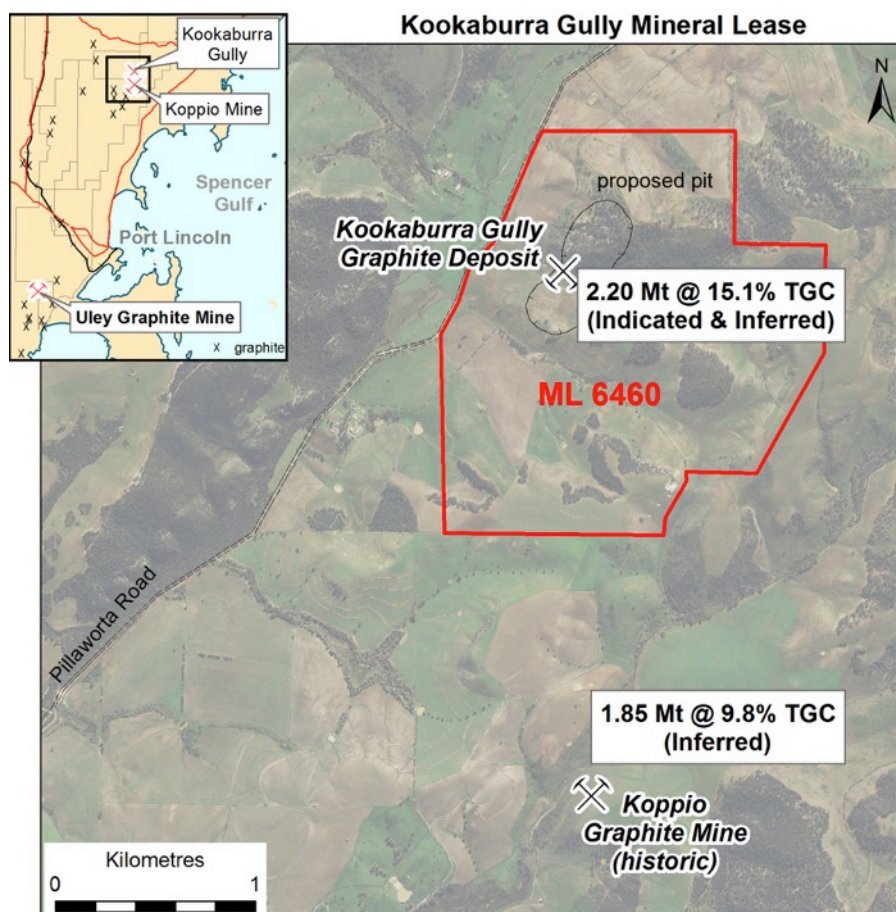 Kookaburra Gully Mineral Lease
Kookaburra
Gully
Koppio Mine
Spencer
Gulf
Port Lincoln
Uley Graphite Mine
x graphite
N
proposed pit
Kookaburra Gully
Graphite Deposit
2.20 Mt @ 15.1% TGC
(Indicated & Inferred)
ML 6460
Pillaworta Road
1.85 Mt @ 9.8% TGC
(Inferred)
Koppio
Graphite Mine
(historic)
Kilometres
0 1